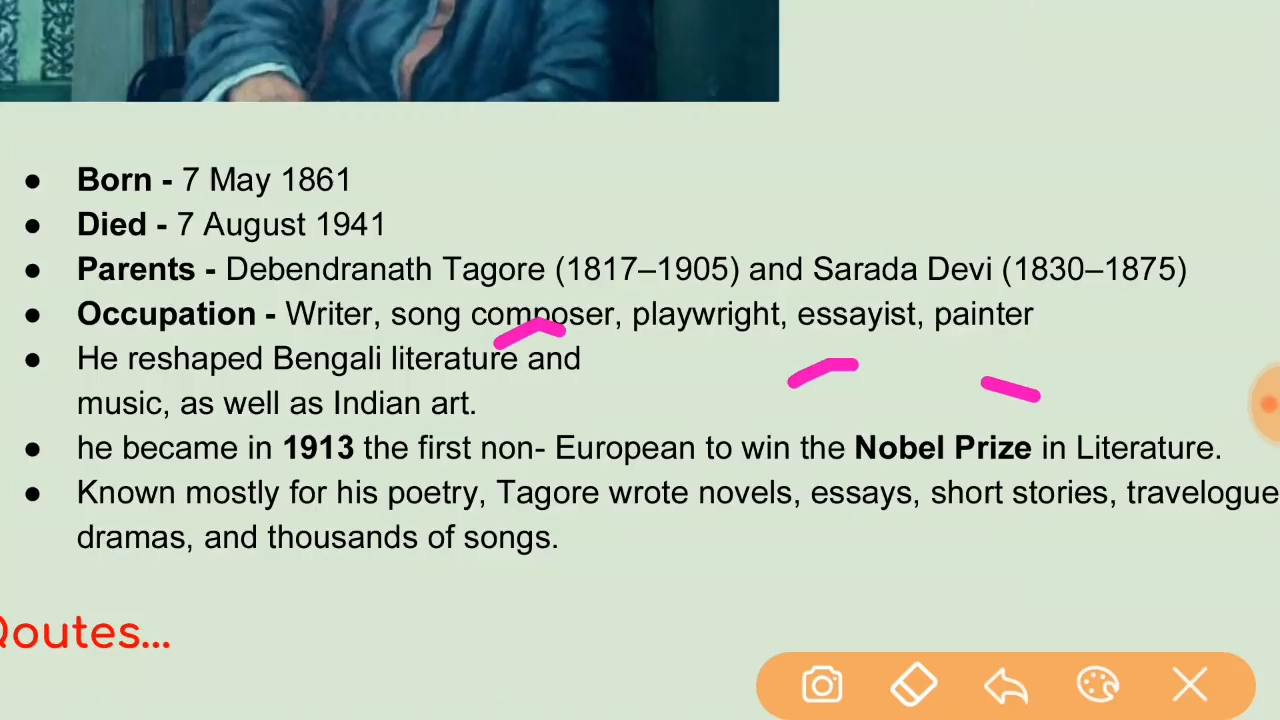 ● Born - 7 May 1861
● Died - 7 August 1941
● Parents - Debendranath Tagore (1817–1905) and Sarada Devi (1830–1875)
● Occupation - Writer, song composer, playwright, essayist, painter
● He reshaped Bengali literature and
music, as well as Indian art.
● he became in 1913 the first non- European to win the Nobel Prize in Literature.
● Known mostly for his poetry, Tagore wrote novels, essays, short stories, travelogue
dramas, and thousands of songs.
Qoutes...